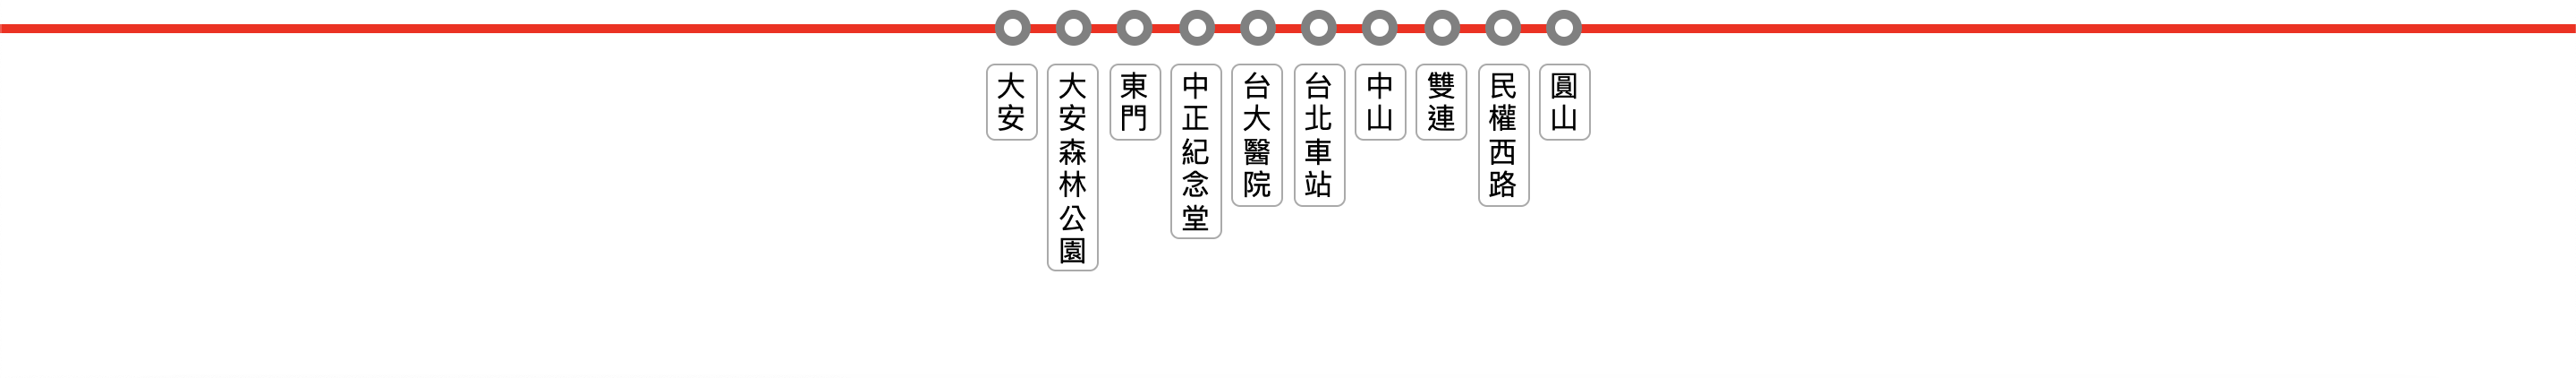 大安
大安森林公園
東門
中正紀念堂
台大醫院
台北車站
中山
雙連
民權西路
圓山